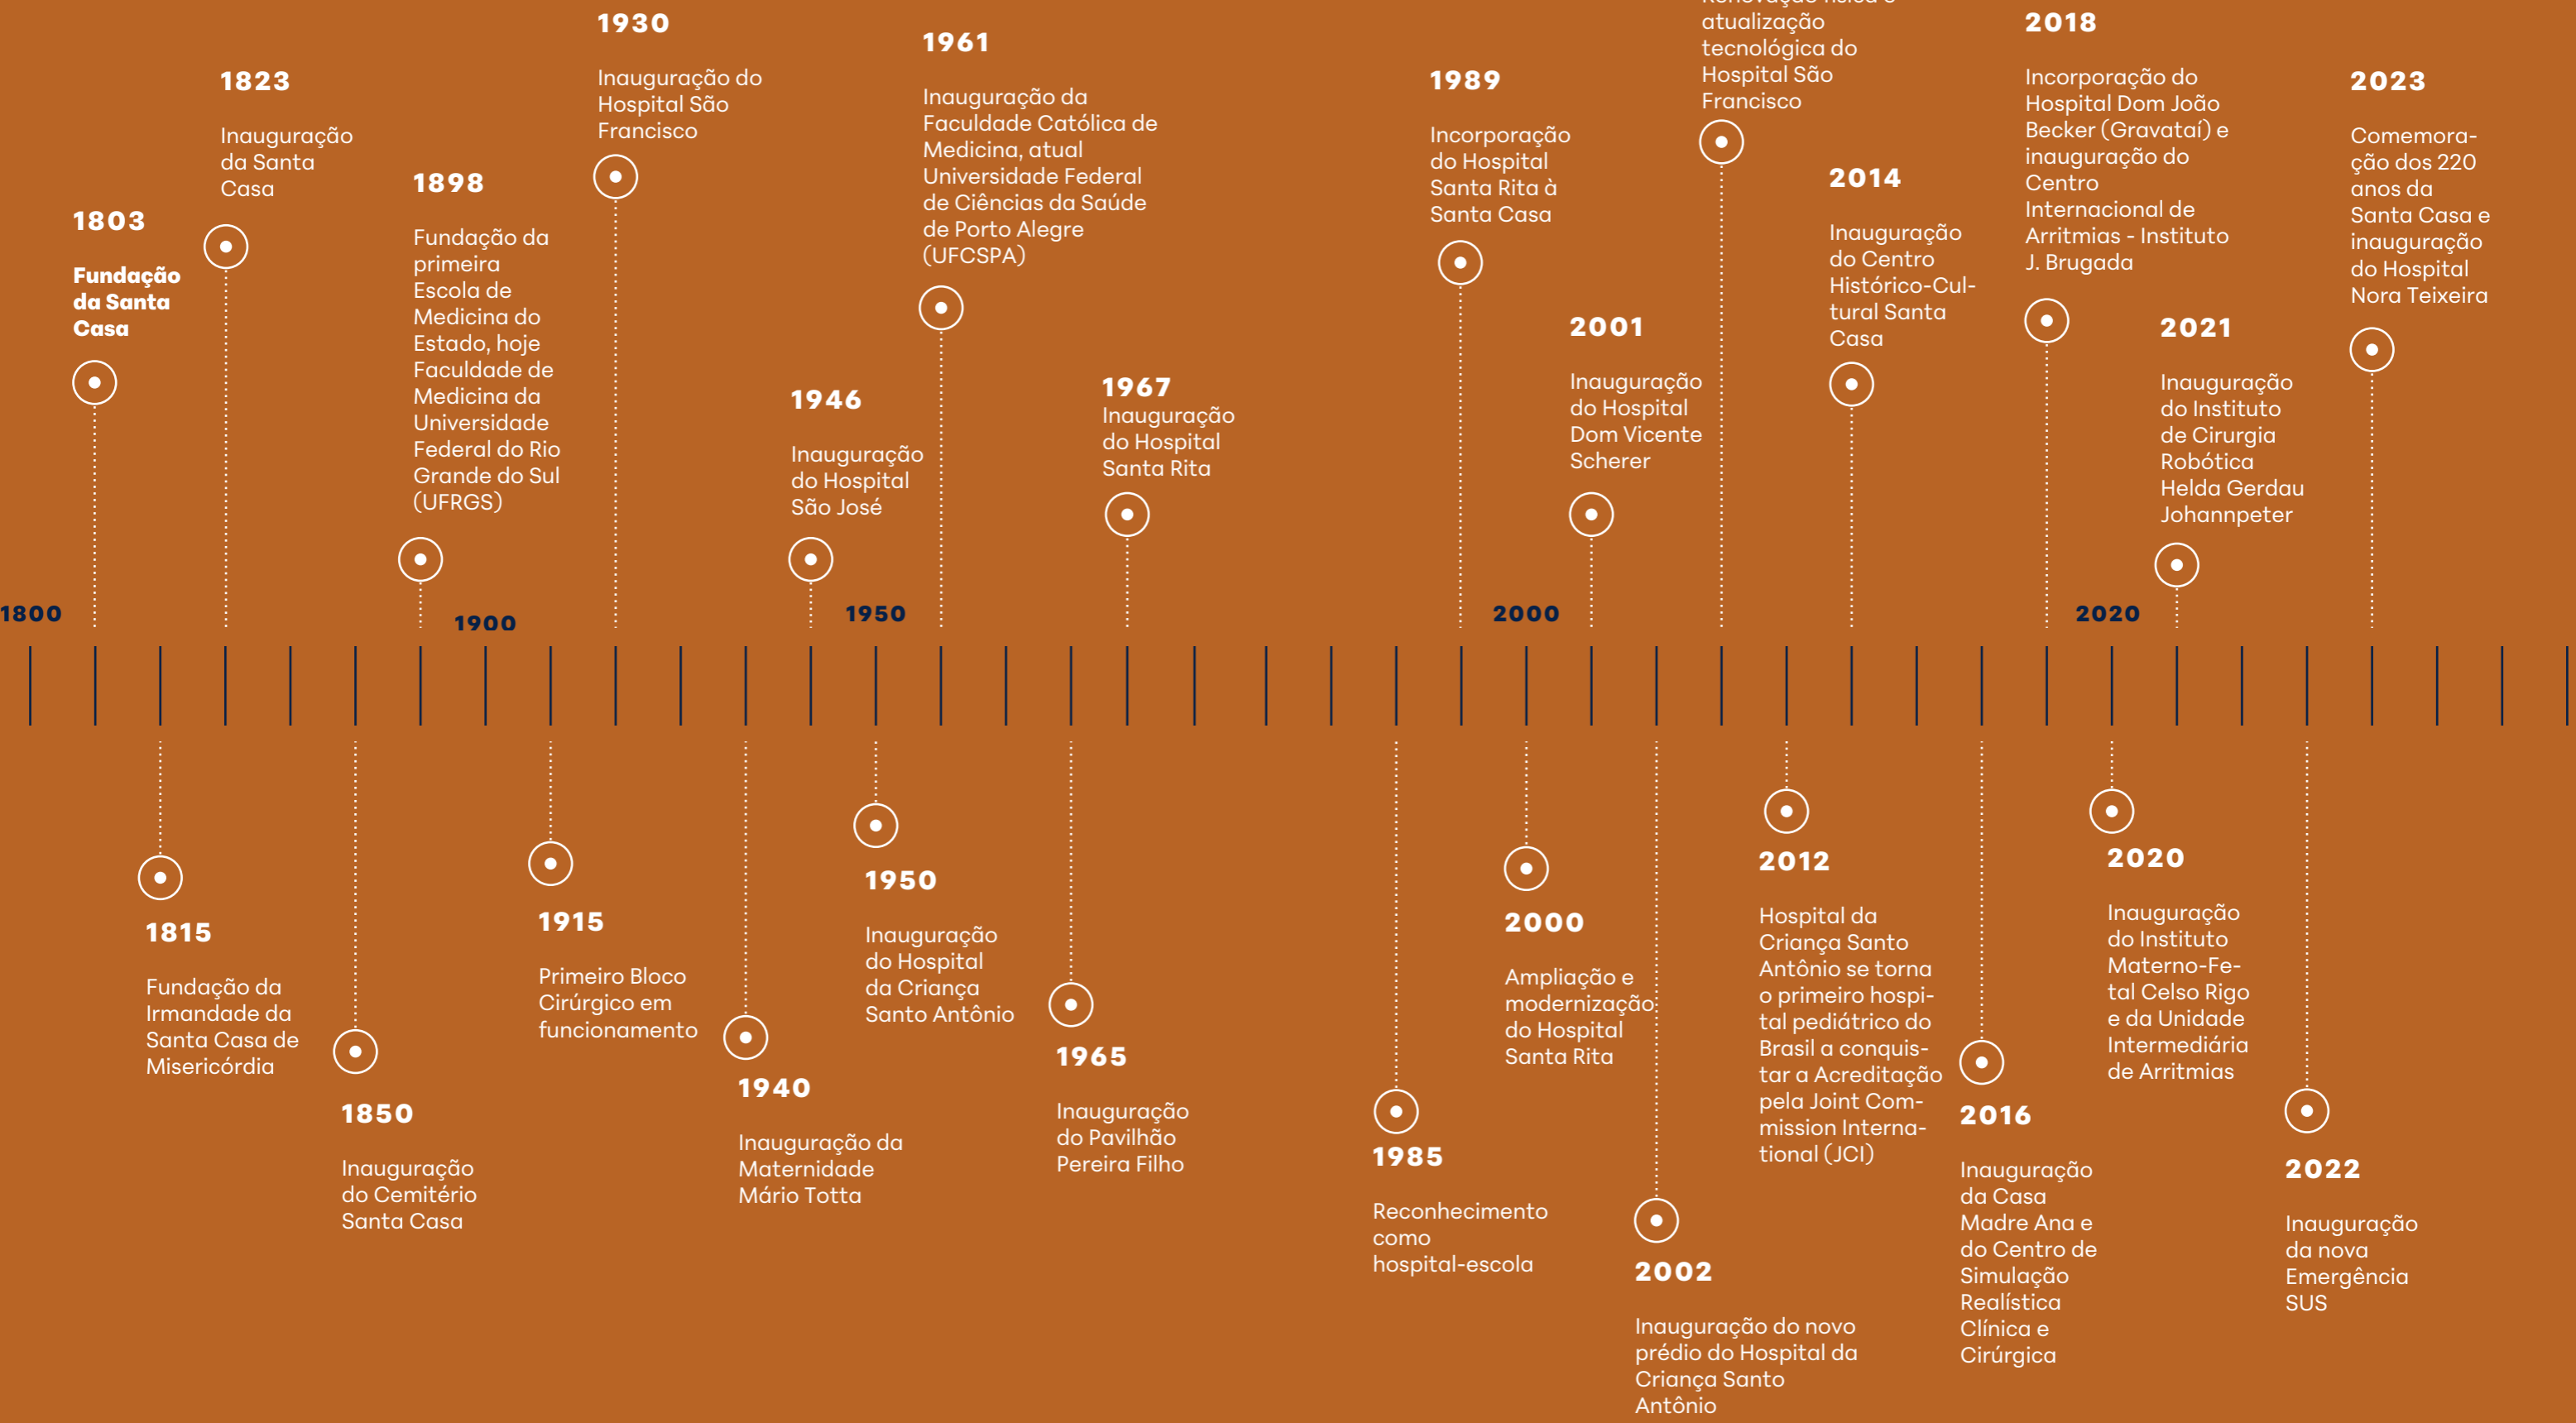 1803
Fundação
da Santa
Casa
1823
Inauguração
da Santa
Casa
1898
Fundação da
primeira
Escola de
Medicina do
Estado, hoje
Faculdade de
Medicina da
Universidade
Federal do Rio
Grande do Sul
(UFRGS)
1930
Inauguração do
Hospital São
Francisco
1946
Inauguração
do Hospital
São José
1961
Inauguração da
Faculdade Católica de
Medicina, atual
Universidade Federal
de Ciências da Saúde
de Porto Alegre
(UFCSPA)
1967
Inauguração
do Hospital
Santa Rita
1989
Incorporação
do Hospital
Santa Rita à
Santa Casa
2001
Inauguração
do Hospital
Dom Vicente
Scherer
atualização
tecnológica do
Hospital São
Francisco
2014
Inauguração
do Centro
Histórico-Cul-
tural Santa
Casa
2018
Incorporação do
Hospital Dom João
Becker (Gravataí) e
inauguração do
Centro
Internacional de
Arritmias - Instituto
J. Brugada
2021
Inauguração
do Instituto
de Cirurgia
Robótica
Helda Gerdau
Johannpeter
2023
Comemora-
ção dos 220
anos da
Santa Casa e
inauguração
do Hospital
Nora Teixeira
1800
1900
1950
2000
2020
1815
Fundação da
Irmandade da
Santa Casa de
Misericórdia
1850
Inauguração
do Cemitério
Santa Casa
1915
Primeiro Bloco
Cirúrgico em
funcionamento
1940
Inauguração da
Maternidade
Mário Totta
1950
Inauguração
do Hospital
da Criança
Santo Antônio
1965
Inauguração
do Pavilhão
Pereira Filho
1985
Reconhecimento
como
hospital-escola
2000
Ampliação e
modernização
do Hospital
Santa Rita
2002
Inauguração do novo
prédio do Hospital da
Criança Santo
Antônio
2012
Hospital da
Criança Santo
Antônio se torna
o primeiro hospi-
tal pediátrico do
Brasil a conquis-
tar a Acreditação
pela Joint Com-
mission Interna-
tional (JCI)
2016
Inauguração
da Casa
Madre Ana e
do Centro de
Simulação
Realística
Clínica e
Cirúrgica
2020
Inauguração
do Instituto
Materno-Fe-
tal Celso Rigo
e da Unidade
Intermediária
de Arritmias
2022
Inauguração
da nova
Emergência
SUS